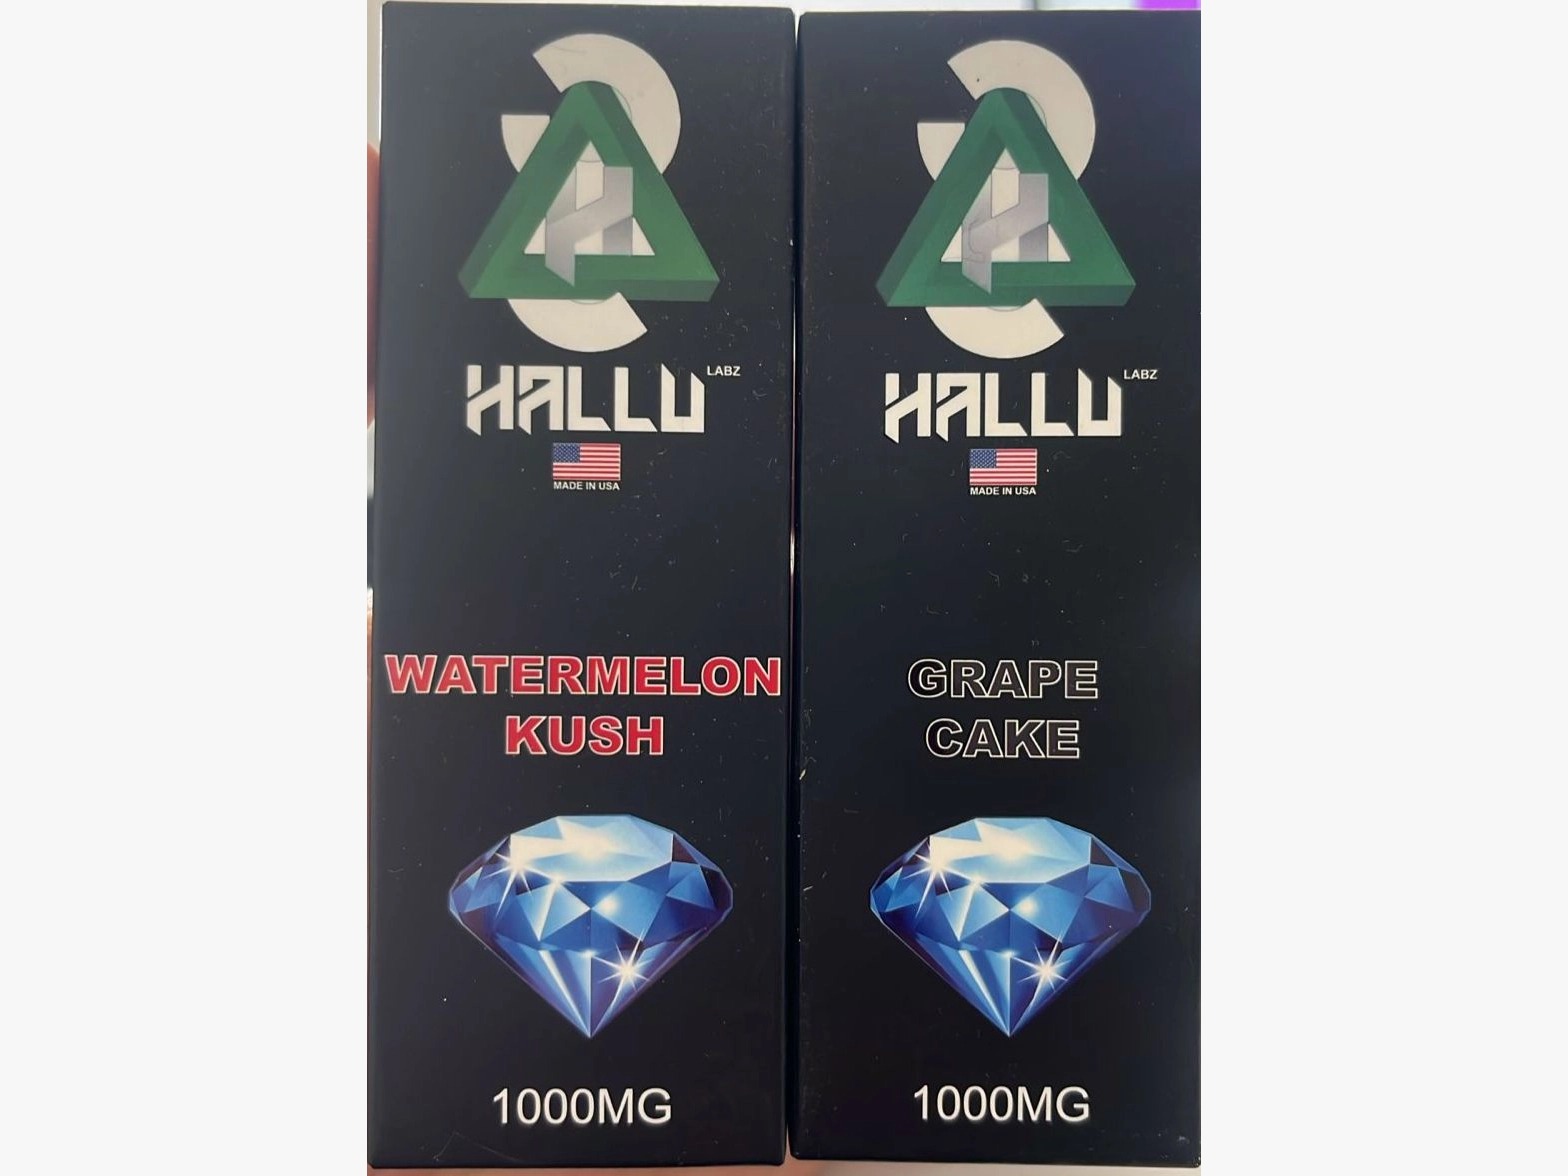 HALLU LABZ
MADE IN USA
WATERMELON
KUSH
1000MG
HALLU LABZ
MADE IN USA
GRAPE
CAKE
1000MG